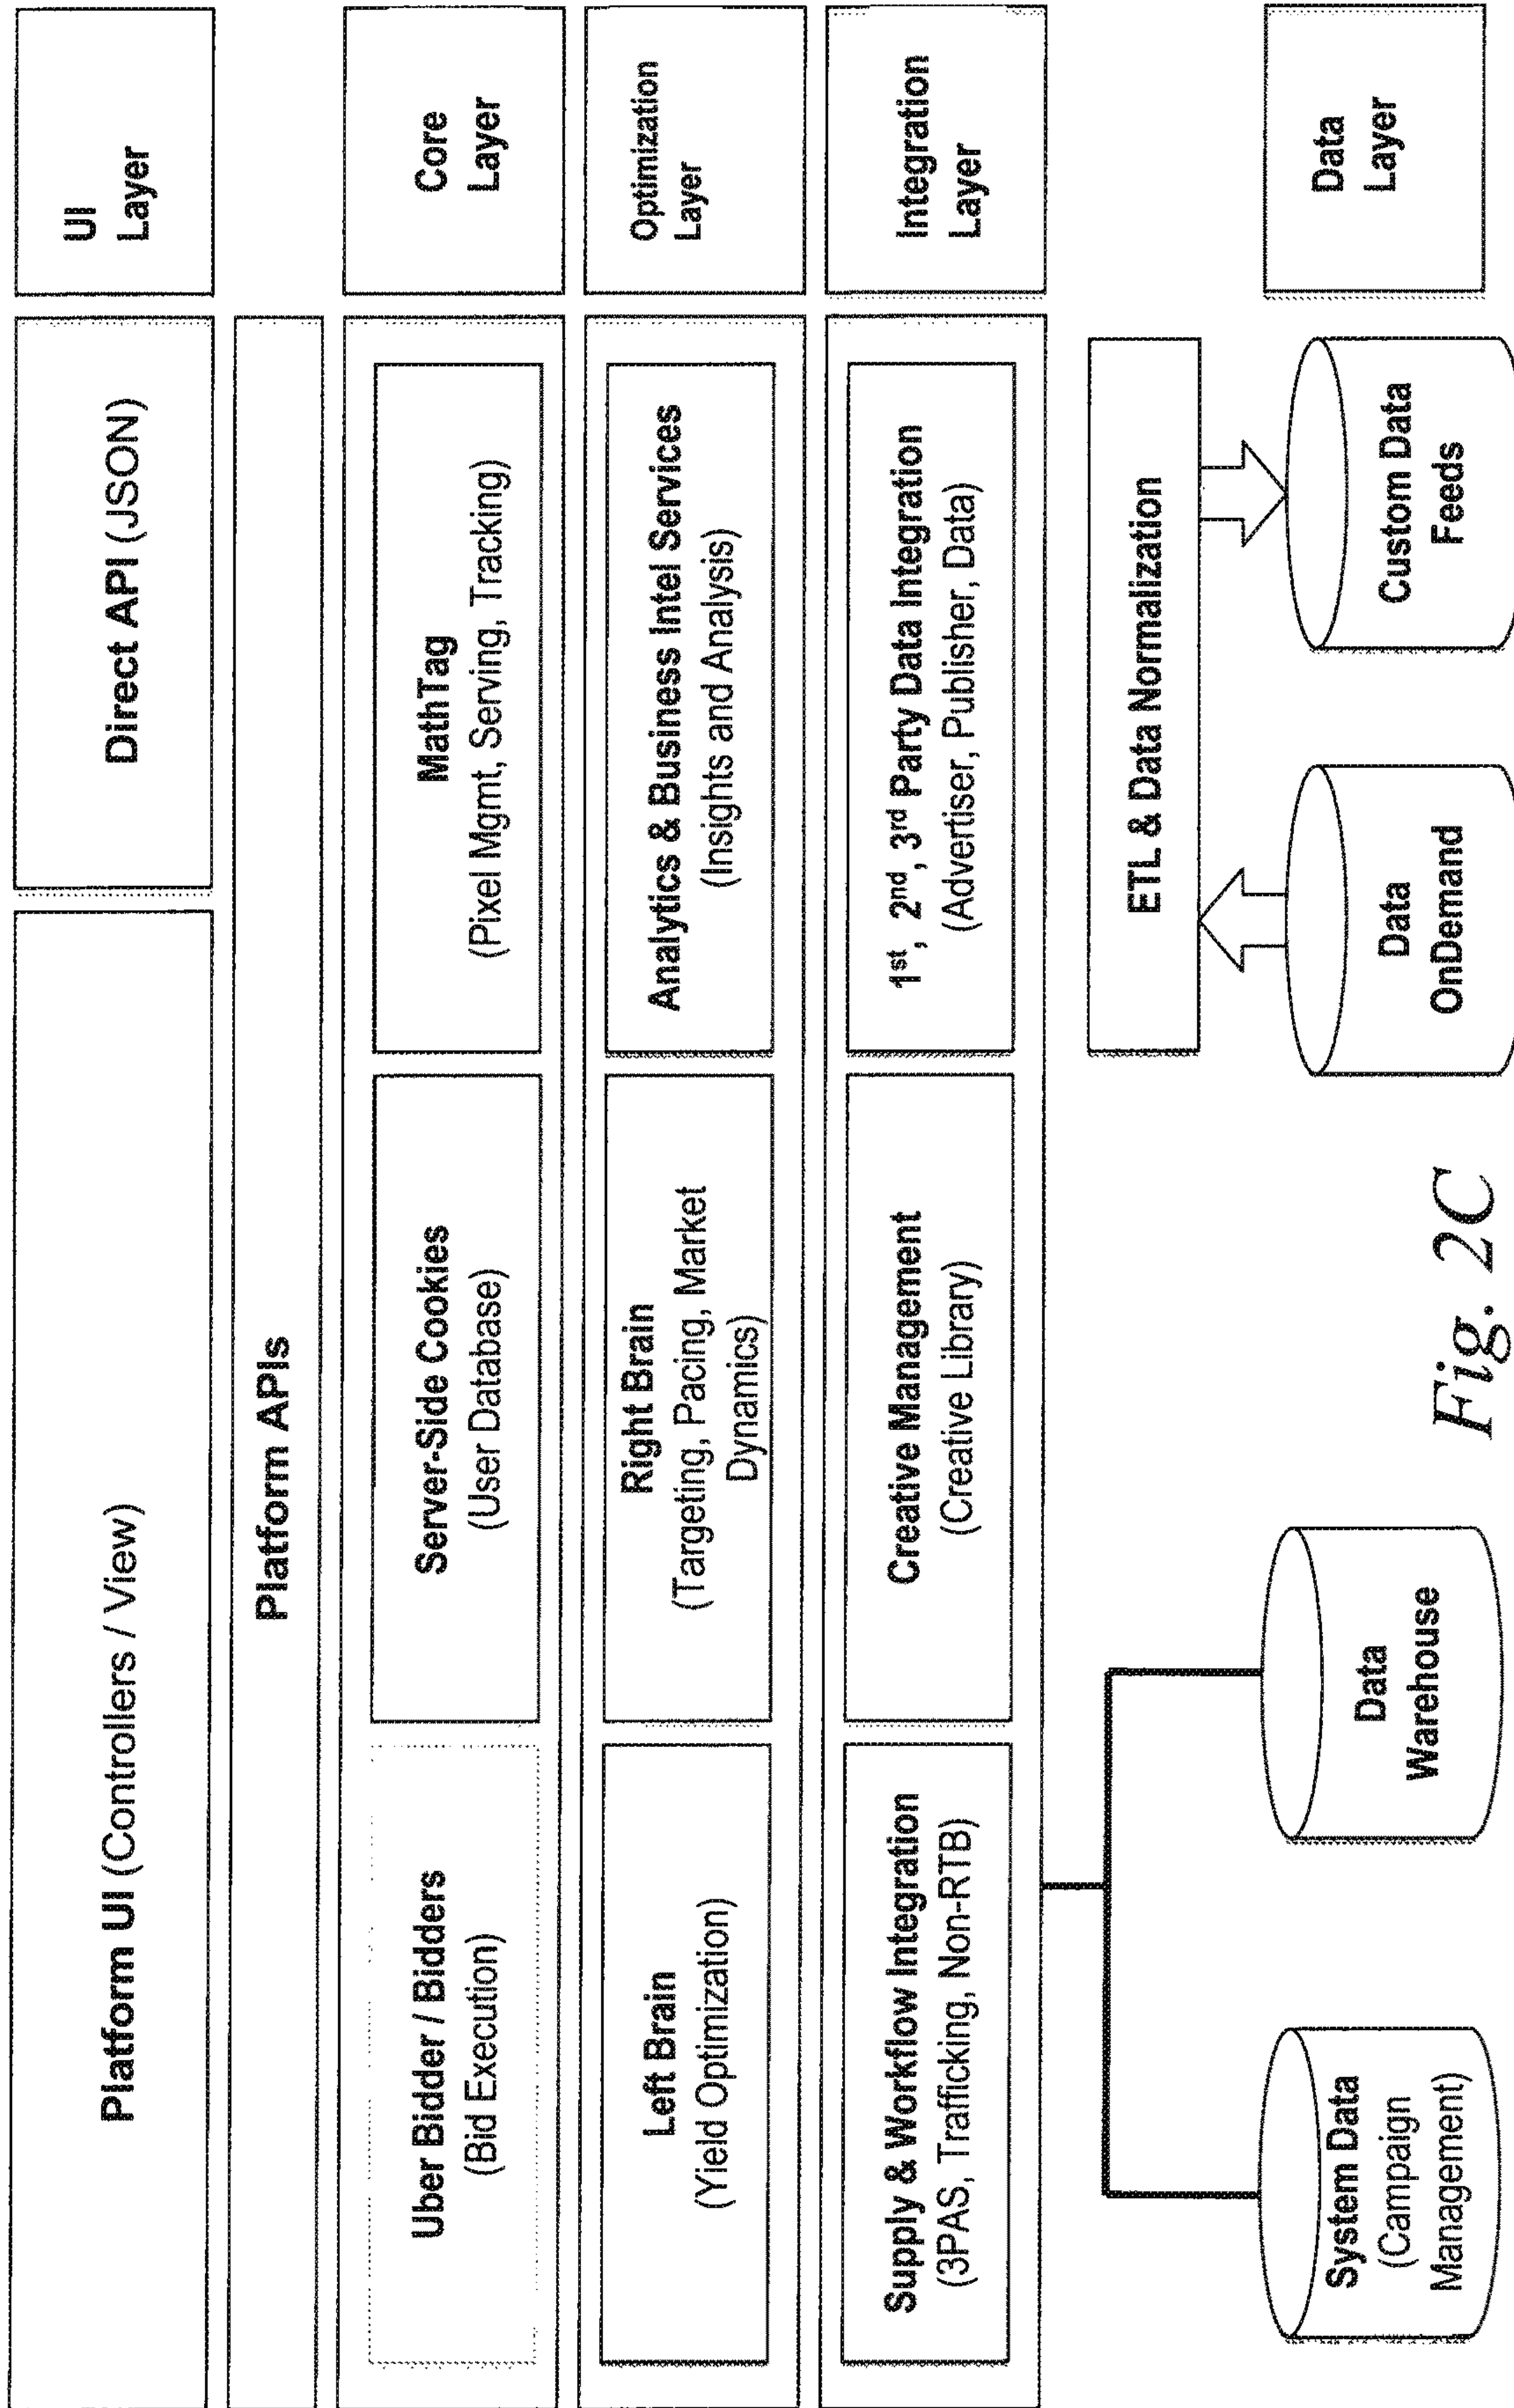 Platform UI (Controllers / View)
Direct API (JSON)
UI
Layer
Platform APIs
Uber Bidder / Bidders
(Bid Execution)
Server-Side Cookies
(User Database)
MathTag
(Pixel Mgmt, Serving, Tracking)
Core
Layer
Left Brain
(Yield Optimization)
Right Brain
(Targeting, Pacing, Market
Dynamics)
Analytics & Business Intel Services
(Insights and Analysis)
Optimization
Layer
Supply & Workflow Integration
(3PAS, Trafficking, Non-RTB)
Creative Management
(Creative Library)
1st, 2nd, 3rd Party Data Integration
(Advertiser, Publisher, Data)
Integration
Layer
ETL & Data Normalization
System Data
(Campaign
Management)
Data
Warehouse
Data
OnDemand
Custom Data
Feeds
Data
Layer
Fig. 2C